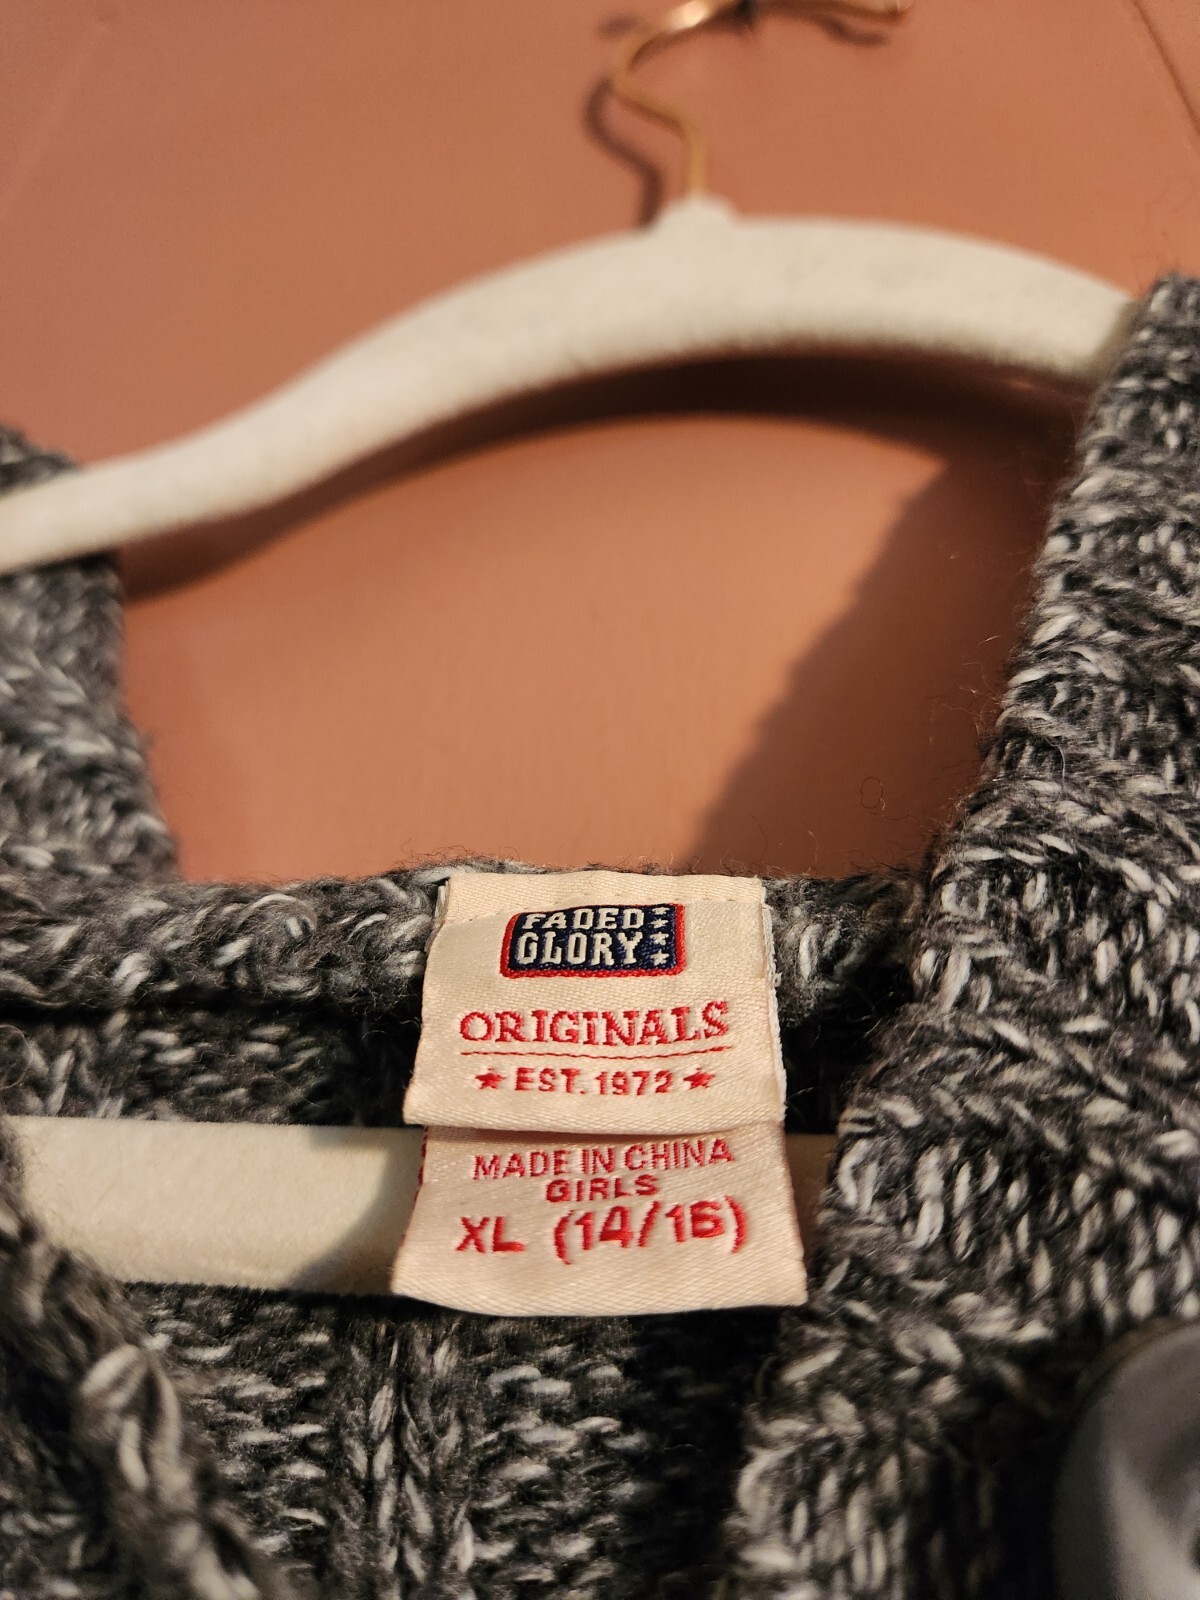 FADED
GLORY
ORIGINALS
★ EST. 1972 ★
MADE IN CHINA
GIRLS
XL (14/16)